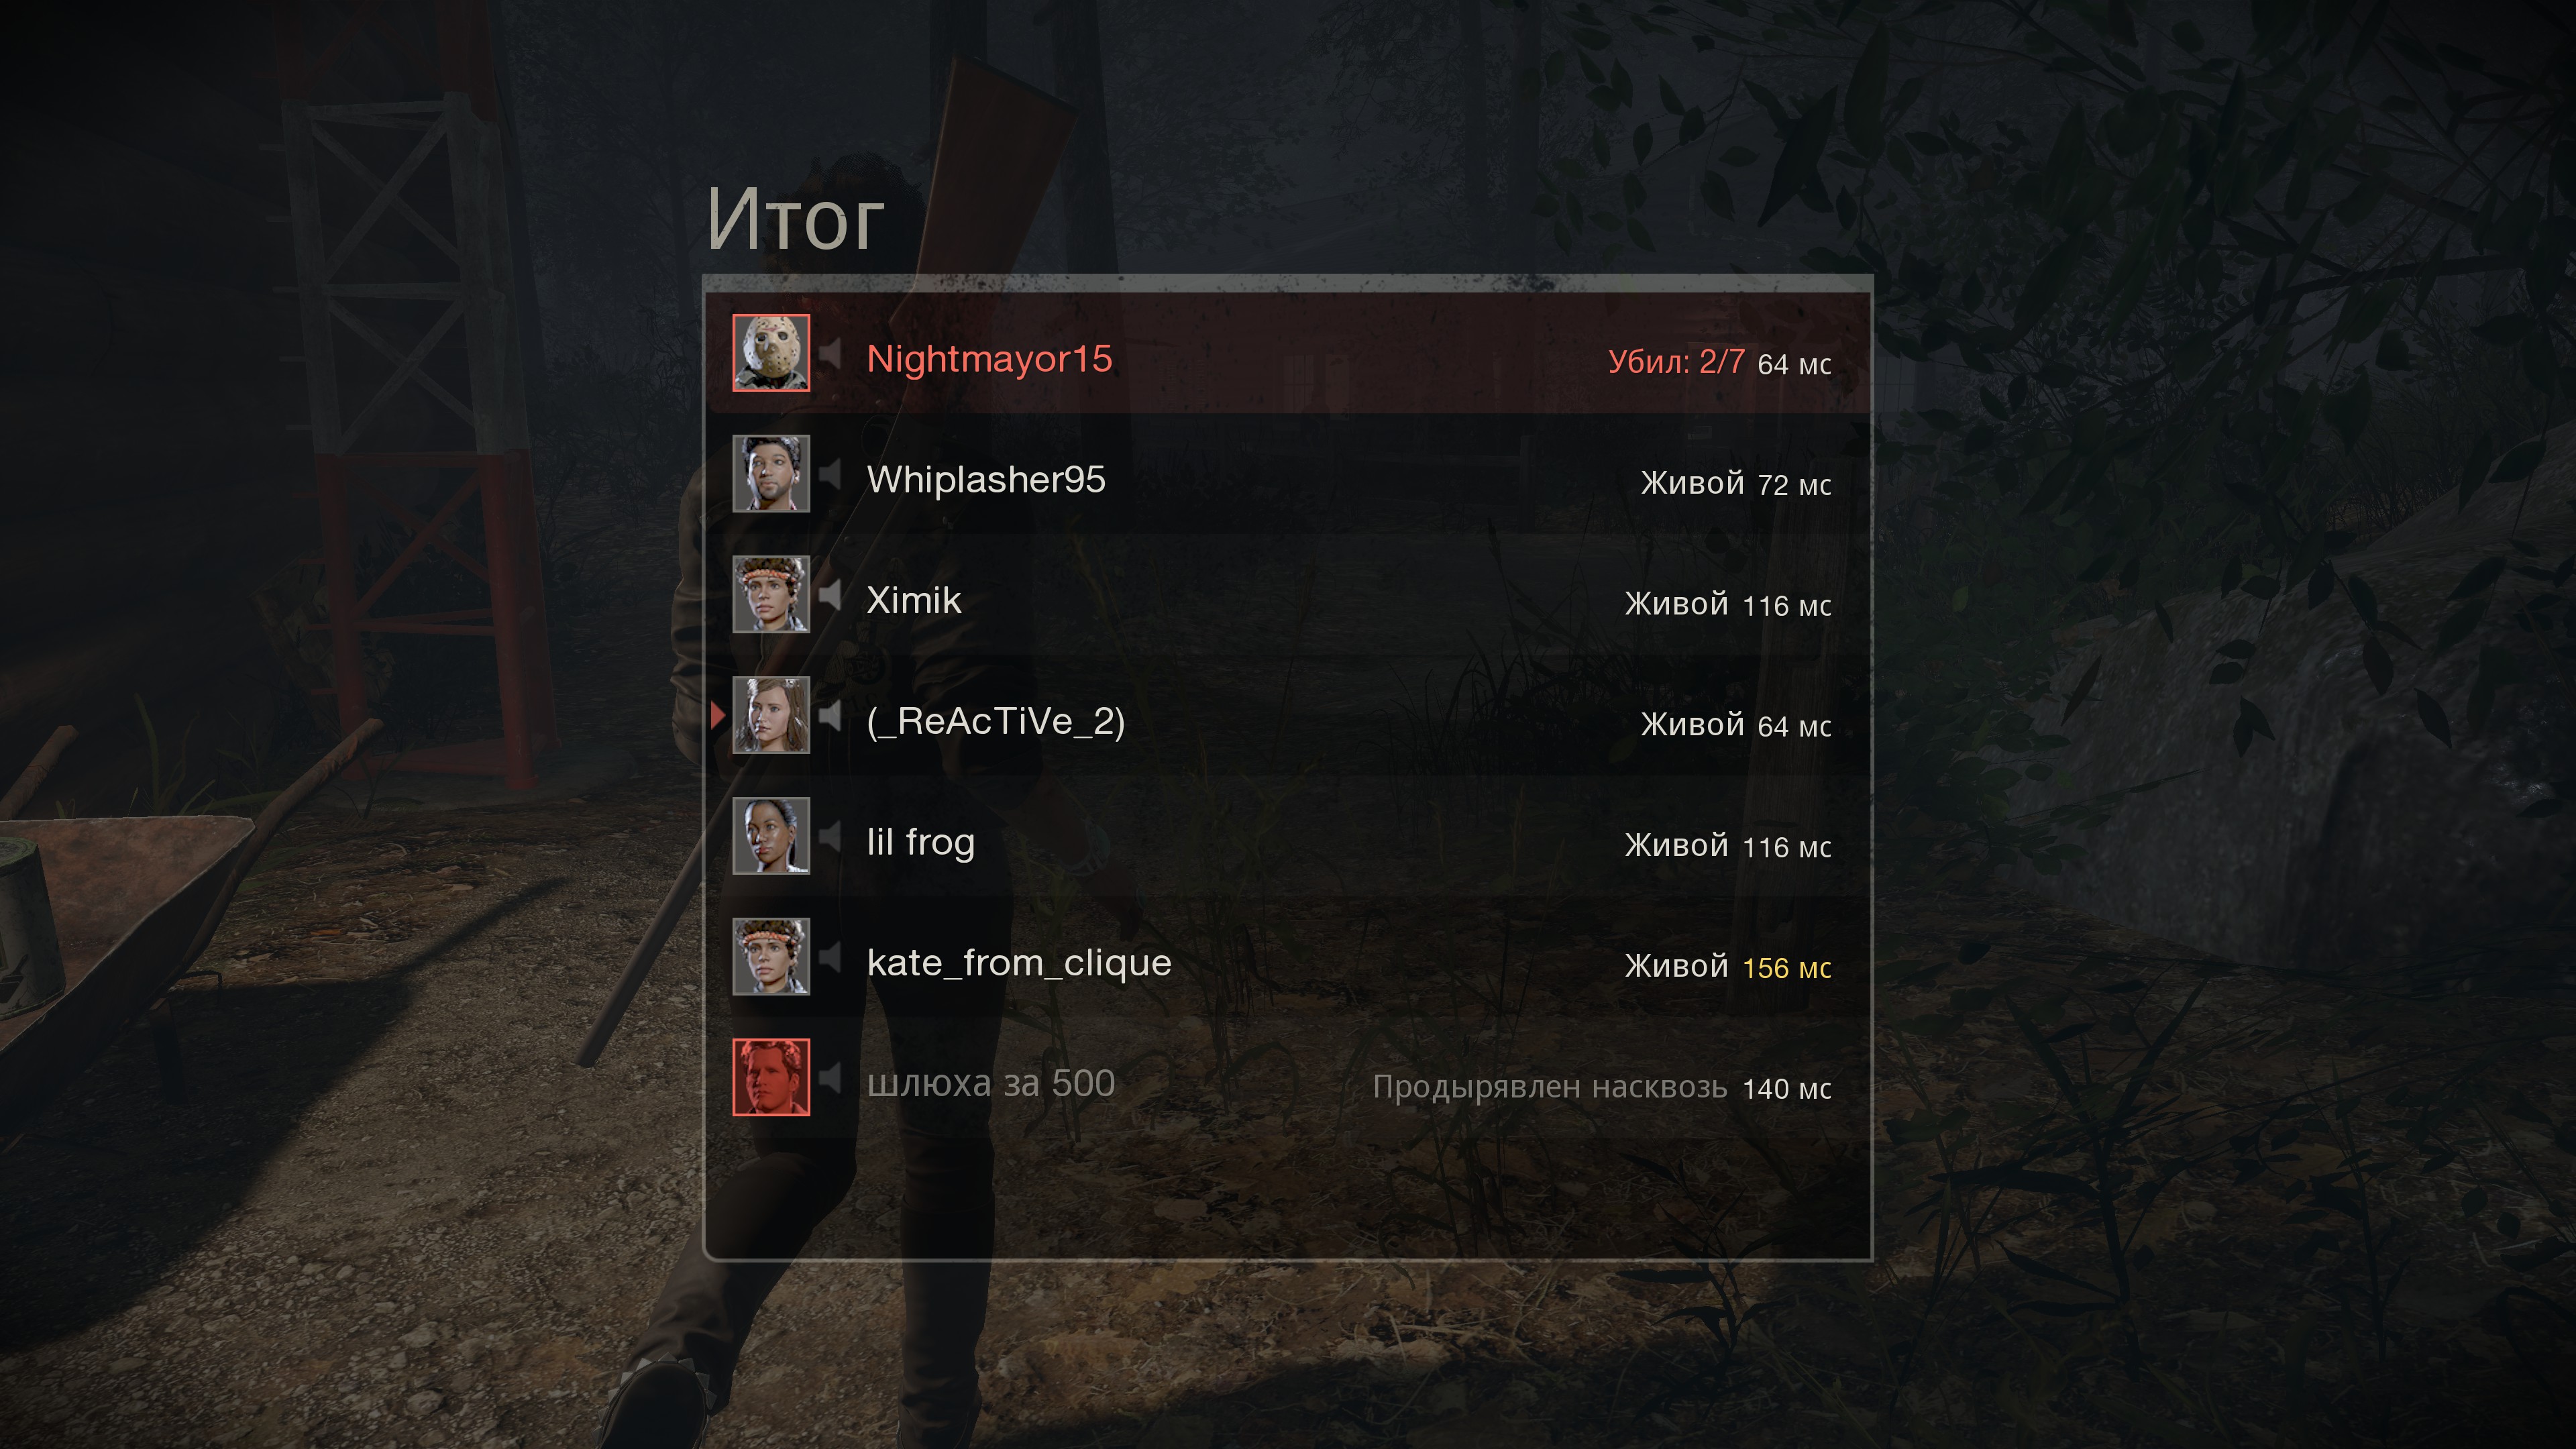 Итог
Nightmayor15 Убил: 2/7 64 мс
Whiplasher95 Живой 72 мс
Ximik Живой 116 мс
(_ReAcTiVe_2) Живой 64 мс
lil frog Живой 116 мс
kate_from_clique Живой 156 мс
шлюха за 500 Продырявлен насквозь 140 мс